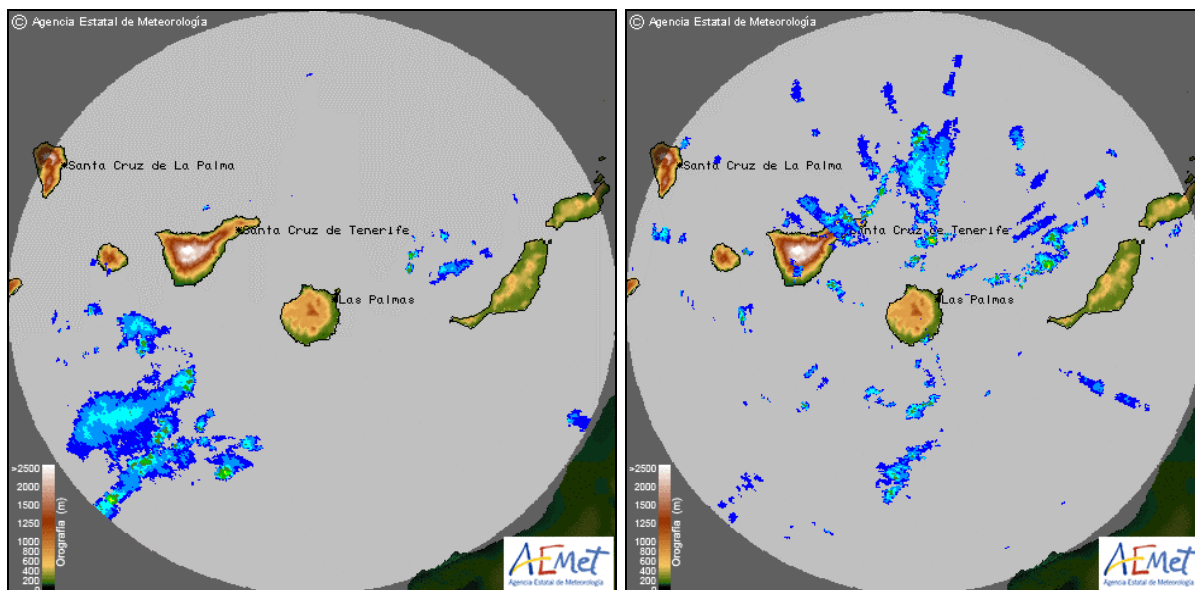 © Agencia Estatal de Meteorología
Santa Cruz de La Palma
Santa Cruz de Tenerife
Las Palmas
>2500
2000
1500
1250
1000
800
600
400
200
0
Orografía (m)
AEMet
Agencia Estatal de Meteorología
© Agencia Estatal de Meteorología
Santa Cruz de La Palma
Santa Cruz de Tenerife
Las Palmas
>2500
2000
1500
1250
1000
800
600
400
200
0
Orografía (m)
AEMet
Agencia Estatal de Meteorología